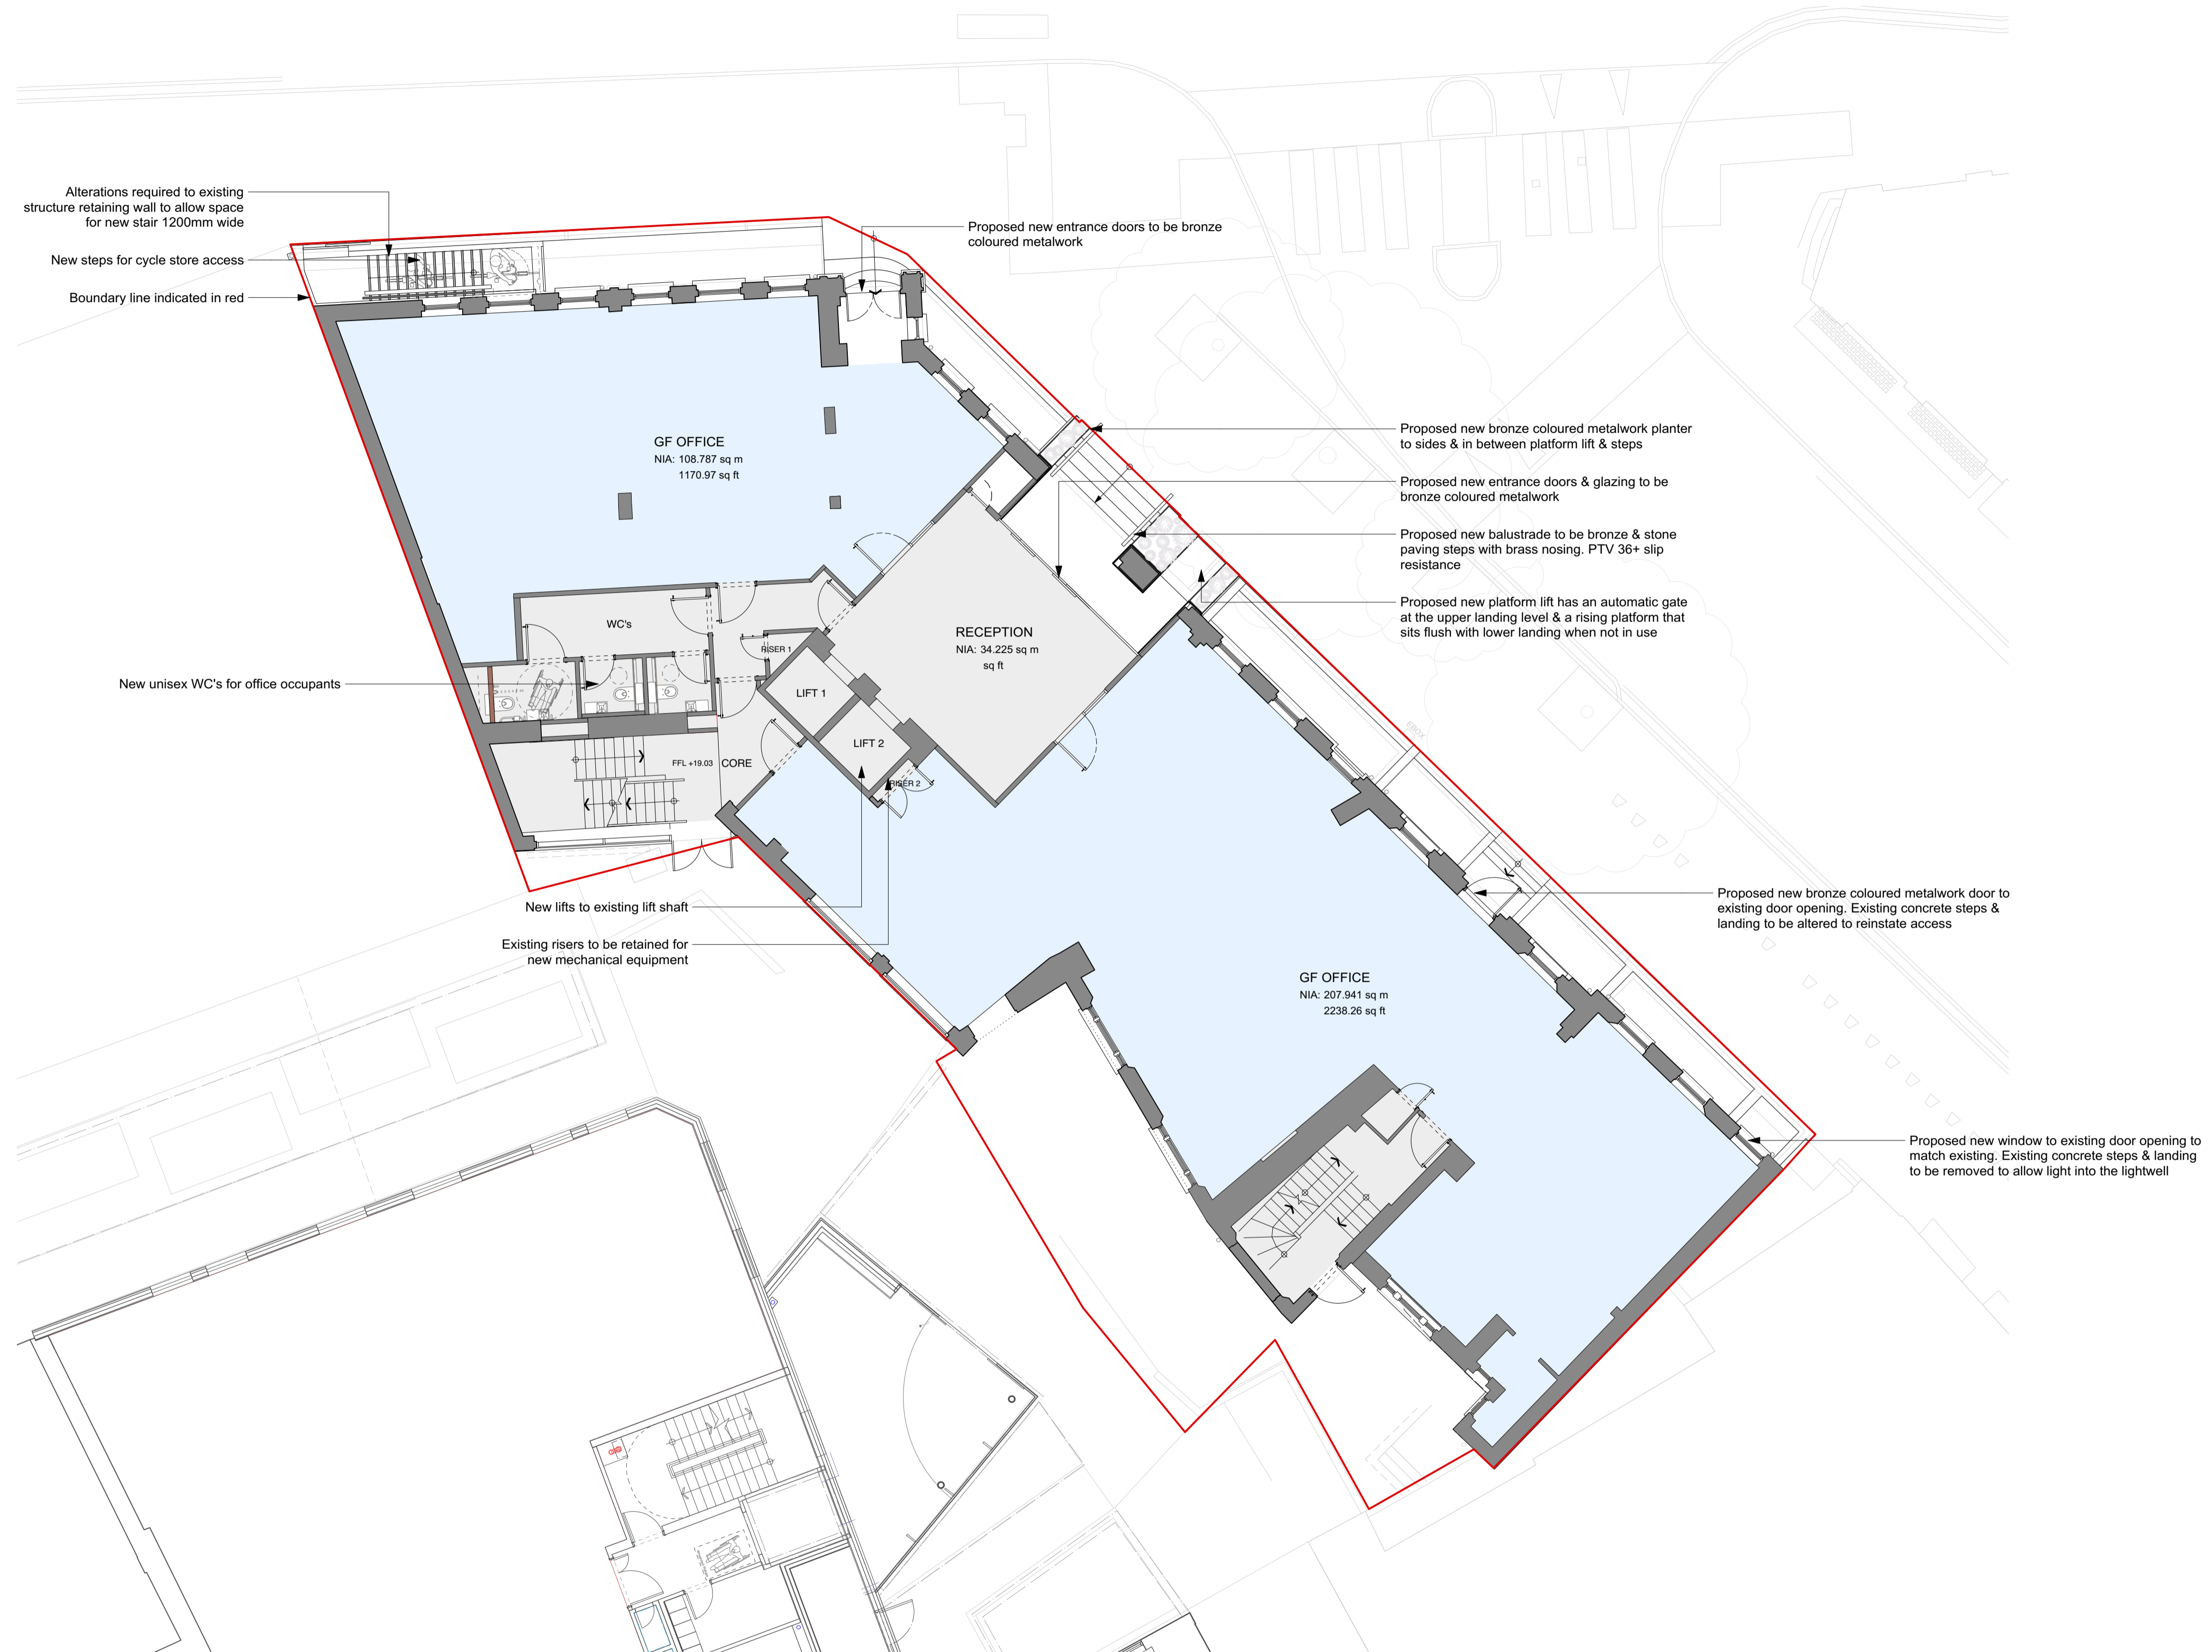 Alterations required to existing
structure retaining wall to allow space
for new stair 1200mm wide
New steps for cycle store access
Boundary line indicated in red
Proposed new entrance doors to be bronze
coloured metalwork
GF OFFICE
NIA: 108.787 sq m
1170.97 sq ft
Proposed new bronze coloured metalwork planter
to sides & in between platform lift & steps
Proposed new entrance doors & glazing to be
bronze coloured metalwork
Proposed new balustrade to be bronze & stone
paving steps with brass nosing. PTV 36+ slip
resistance
Proposed new platform lift has an automatic gate
at the upper landing level & a rising platform that
sits flush with lower landing when not in use
WC's
RISER 1
RECEPTION
NIA: 34.225 sq m
sq ft
New unisex WC's for office occupants
LIFT 1
LIFT 2
EBOX
FFL +19.03
CORE
RISER 2
New lifts to existing lift shaft
Existing risers to be retained for
new mechanical equipment
Proposed new bronze coloured metalwork door to
existing door opening. Existing concrete steps &
landing to be altered to reinstate access
GF OFFICE
NIA: 207.941 sq m
2238.26 sq ft
Proposed new window to existing door opening to
match existing. Existing concrete steps & landing
to be removed to allow light into the lightwell